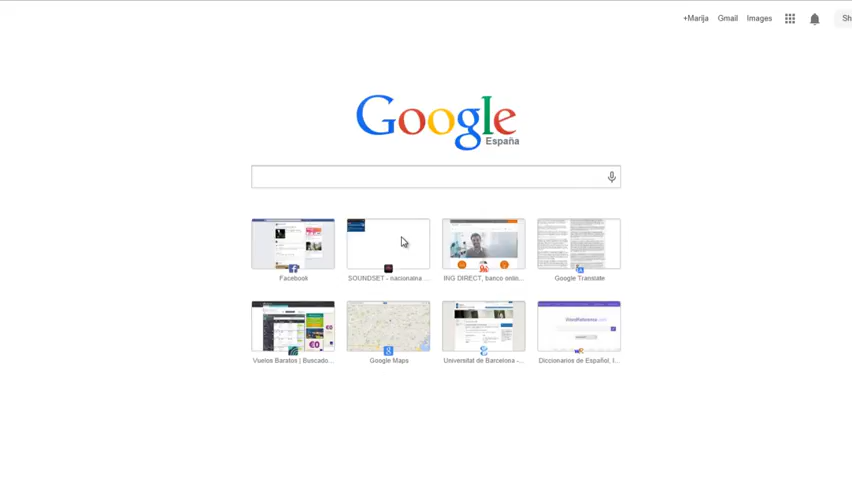 +Marija Gmail Images Sh
Google
España
Facebook SOUNDSET - nacionalna ... ING DIRECT, banco onlin... Google Translate
Vuelos Baratos | Buscado... Google Maps Universitat de Barcelona -... Diccionarios de Español, I...